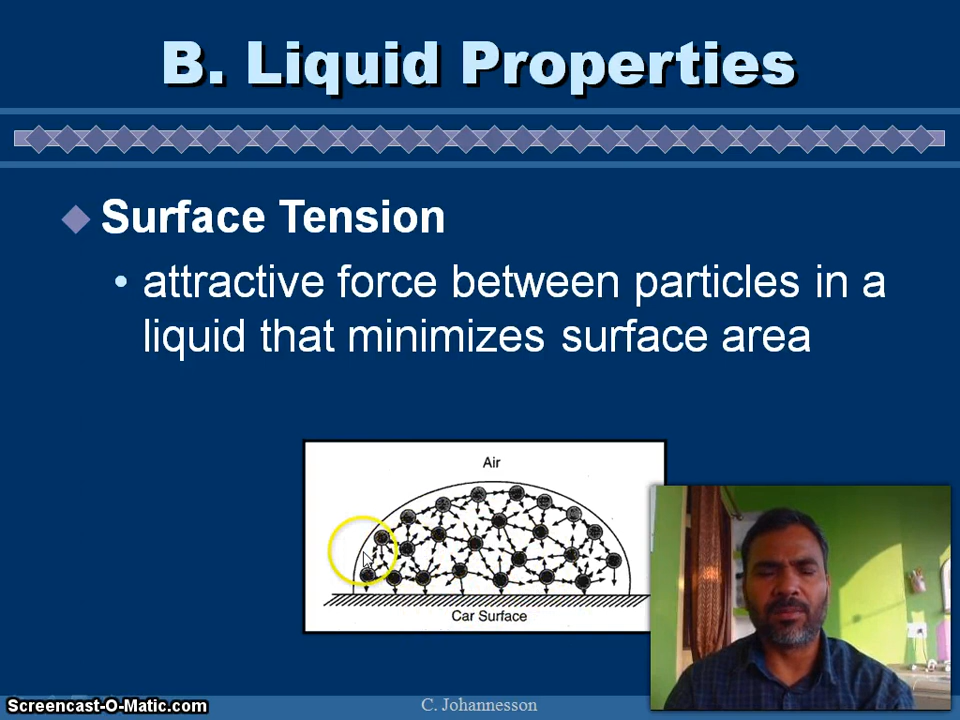 B. Liquid Properties
Surface Tension
• attractive force between particles in a
liquid that minimizes surface area
Air
Car Surface
Screencast-O-Matic.com
C. Johannesson